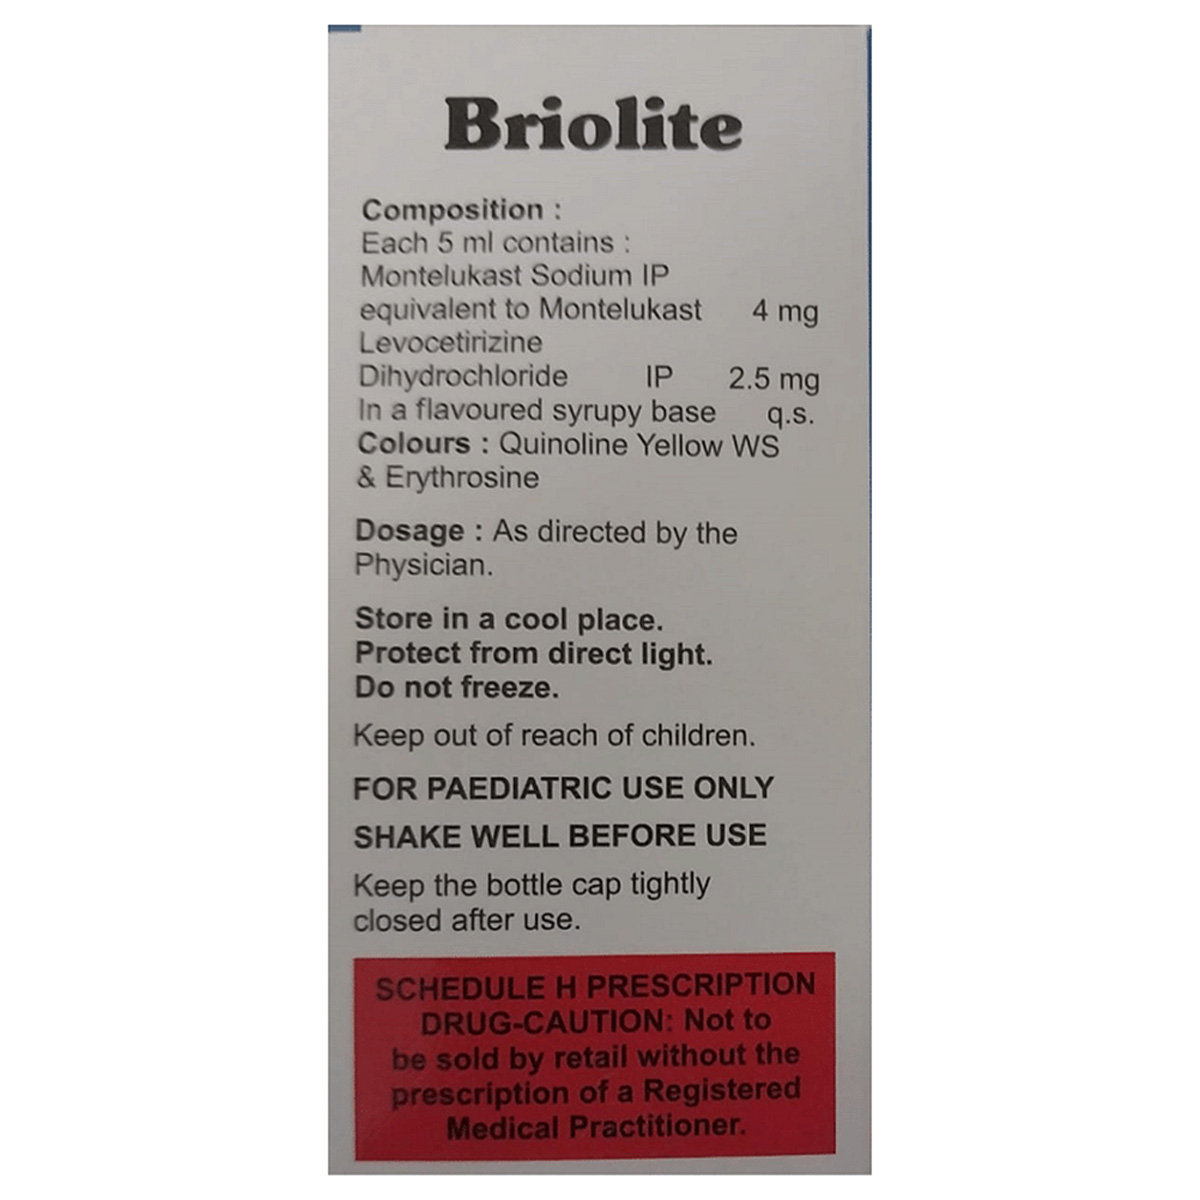 Briolite
Composition :
Each 5 ml contains :
Montelukast Sodium IP
equivalent to Montelukast 4 mg
Levocetirizine
Dihydrochloride IP 2.5 mg
In a flavoured syrupy base q.s.
Colours : Quinoline Yellow WS
& Erythrosine
Dosage : As directed by the
Physician.
Store in a cool place.
Protect from direct light.
Do not freeze.
Keep out of reach of children.
FOR PAEDIATRIC USE ONLY
SHAKE WELL BEFORE USE
Keep the bottle cap tightly
closed after use.
SCHEDULE H PRESCRIPTION
DRUG-CAUTION: Not to
be sold by retail without the
prescription of a Registered
Medical Practitioner.